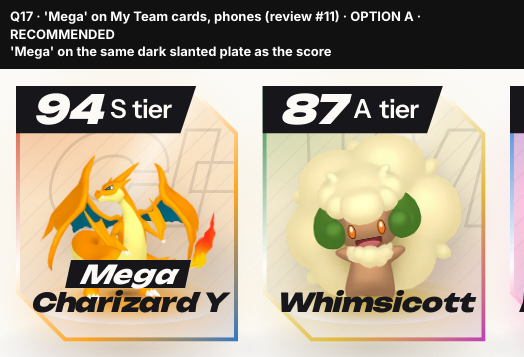 Q17 · 'Mega' on My Team cards, phones (review #11) · OPTION A ·
RECOMMENDED
'Mega' on the same dark slanted plate as the score
94 S tier
87 A tier
Mega
Charizard Y
Whimsicott